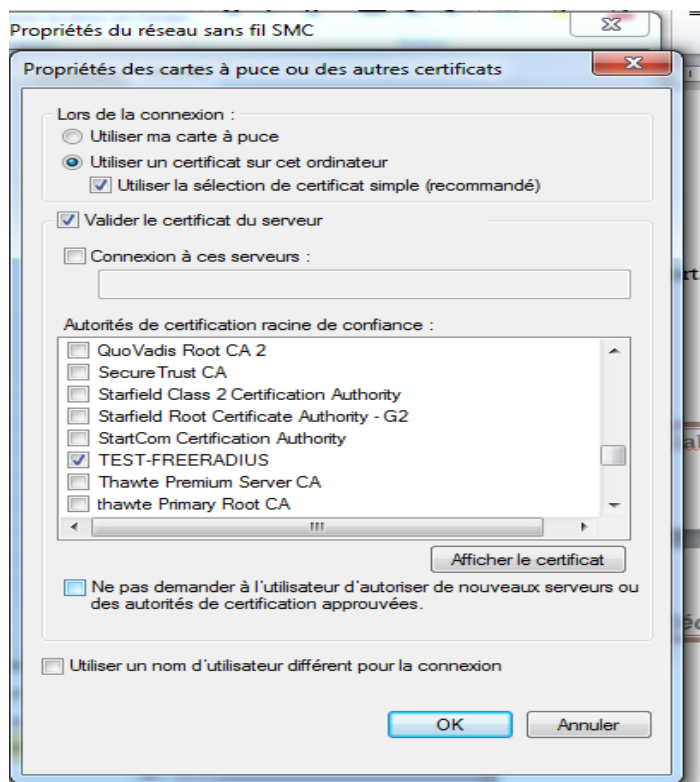 Propriétés du réseau sans fil SMC
Propriétés des cartes à puce ou des autres certificats
Lors de la connexion :
Utiliser ma carte à puce
Utiliser un certificat sur cet ordinateur
Utiliser la sélection de certificat simple (recommandé)
Valider le certificat du serveur
Connexion à ces serveurs :
Autorités de certification racine de confiance :
QuoVadis Root CA 2
SecureTrust CA
Starfield Class 2 Certification Authority
Starfield Root Certificate Authority - G2
StartCom Certification Authority
TEST-FREERADIUS
Thawte Premium Server CA
thawte Primary Root CA
Afficher le certificat
Ne pas demander à l'utilisateur d'autoriser de nouveaux serveurs ou
des autorités de certification approuvées.
Utiliser un nom d'utilisateur différent pour la connexion
OK Annuler